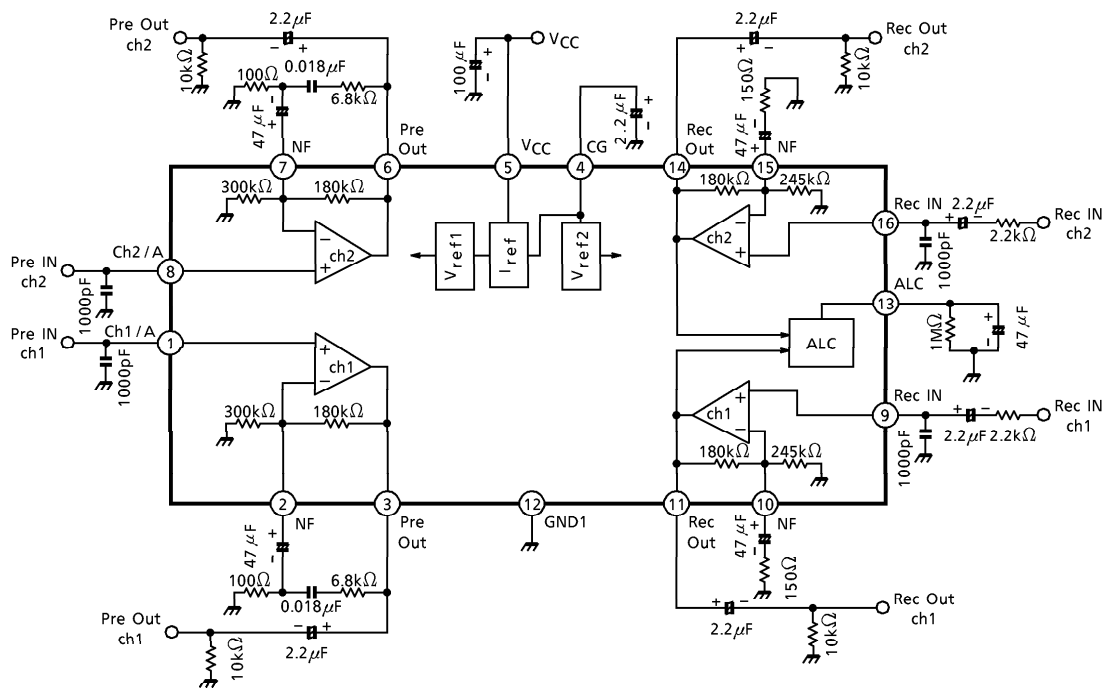 Pre Out
ch2
2.2µF
− +
10kΩ
100Ω
0.018µF
6.8kΩ
47µF
-
+
NF
Pre
Out
100µF
+
-
VCC
VCC
CG
2.2µF
+
-
2.2µF
+ −
Rec Out
ch2
10kΩ
150Ω
47µF
-
+
Rec
Out
NF
7
6
5
4
14
15
300kΩ
180kΩ
180kΩ
245kΩ
−
ch2
+
Vref1
Iref
Vref2
−
ch2
+
16
Rec IN
2.2µF
+ −
2.2kΩ
Rec IN
ch2
1000pF
Pre IN
ch2
Ch2/A
8
1000pF
ALC
13
1MΩ
+
-
47µF
ALC
Pre IN
ch1
Ch1/A
1
1000pF
+
ch1
−
300kΩ
180kΩ
+
ch1
−
180kΩ
245kΩ
9
Rec IN
+ −
2.2µF
2.2kΩ
Rec IN
ch1
1000pF
2
3
12
11
10
NF
Pre
Out
GND1
Rec
Out
NF
47µF
+
-
100Ω
0.018µF
6.8kΩ
47µF
+
-
150Ω
Pre Out
ch1
− +
2.2µF
10kΩ
+ −
2.2µF
10kΩ
Rec Out
ch1